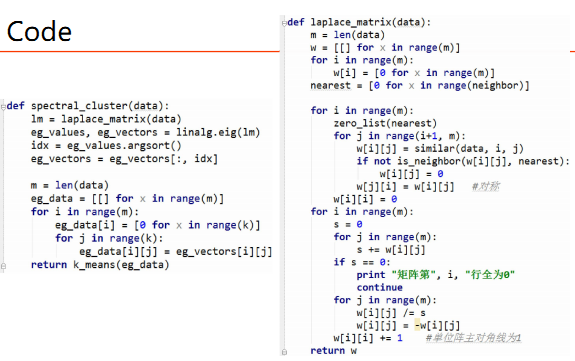 Code
def spectral_cluster(data):
    lm = laplace_matrix(data)
    eg_values, eg_vectors = linalg.eig(lm)
    idx = eg_values.argsort()
    eg_vectors = eg_vectors[:, idx]
    m = len(data)
    eg_data = [[] for x in range(m)]
    for i in range(m):
        eg_data[i] = [0 for x in range(k)]
        for j in range(k):
            eg_data[i][j] = eg_vectors[i][j]
    return k_means(eg_data)
def laplace_matrix(data):
    m = len(data)
    w = [[] for x in range(m)]
    for i in range(m):
        w[i] = [0 for x in range(m)]
    nearest = [0 for x in range(neighbor)]
    for i in range(m):
        zero_list(nearest)
        for j in range(i+1, m):
            w[i][j] = similar(data, i, j)
            if not is_neighbor(w[i][j], nearest):
                w[i][j] = 0
            w[j][i] = w[i][j]   #对称
        w[i][i] = 0
    for i in range(m):
        s = 0
        for j in range(m):
            s += w[i][j]
        if s == 0:
            print "矩阵第", i, "行全为0"
            continue
        for j in range(m):
            w[i][j] /= s
            w[i][j] = -w[i][j]
        w[i][i] += 1    #单位阵主对角线为1
    return w